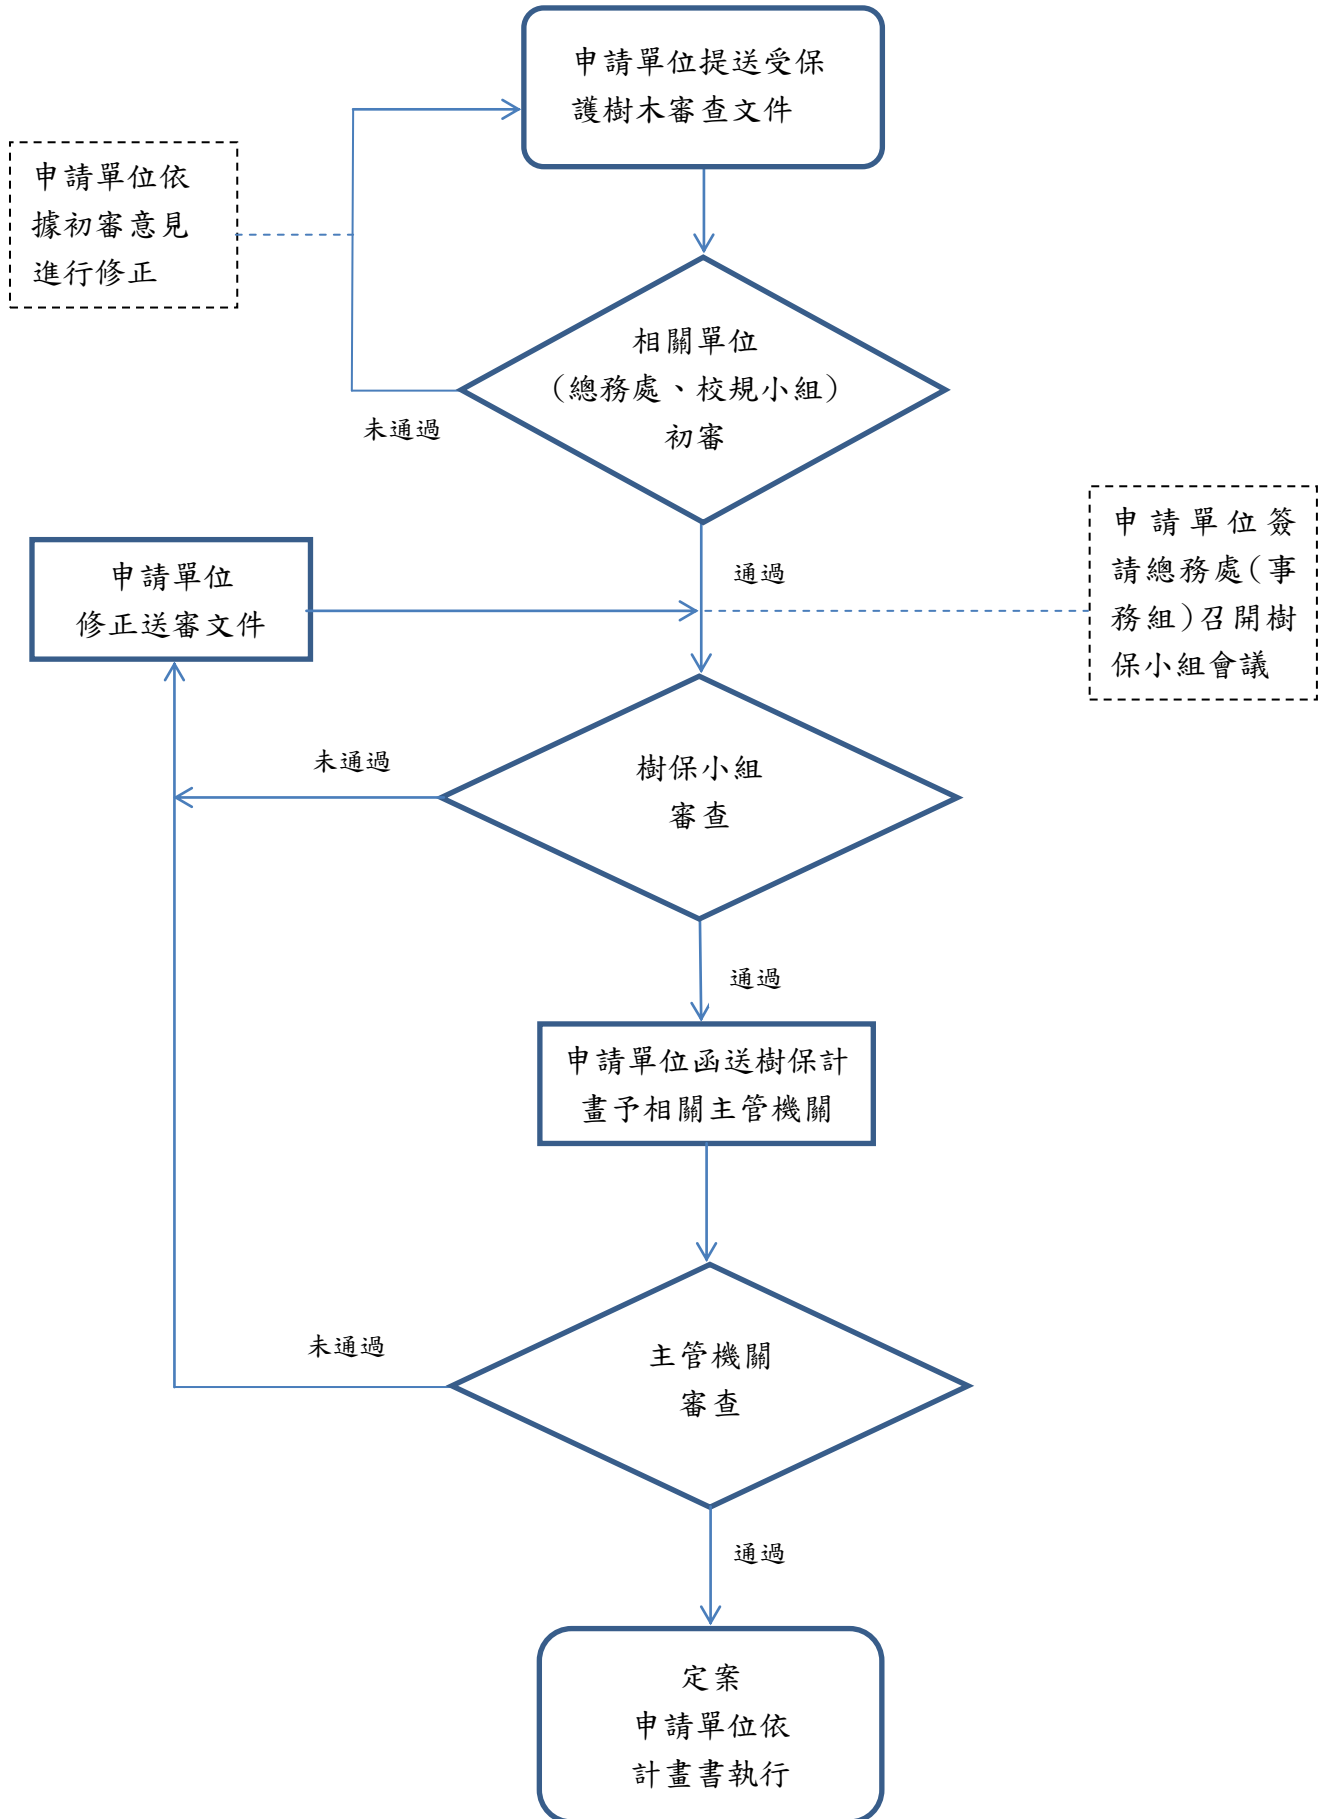 申請單位提送受保
護樹木審查文件
申請單位依
據初審意見
進行修正
相關單位
（總務處、校規小組）
初審
未通過
通過
申請單位簽
請總務處(事
務組)召開樹
保小組會議
申請單位
修正送審文件
樹保小組
審查
未通過
通過
申請單位函送樹保計
畫予相關主管機關
主管機關
審查
未通過
通過
定案
申請單位依
計畫書執行